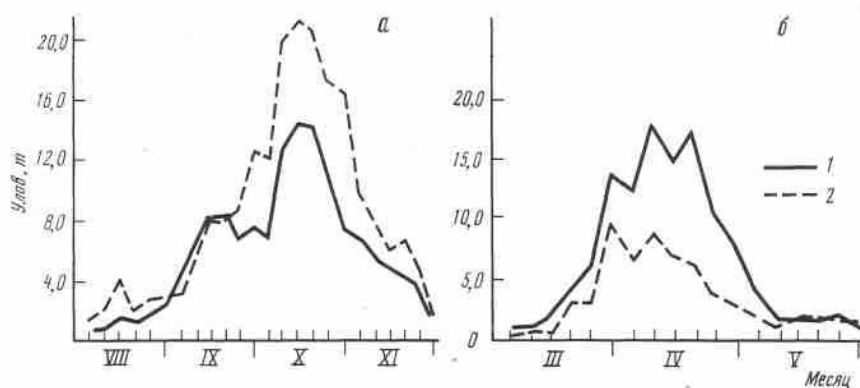 а
б
Улов, т
20,0
16,0
12,0
8,0
4,0
20,0
15,0
10,0
5,0
0
1
2
VIII
IX
X
XI
III
IV
V
Месяц